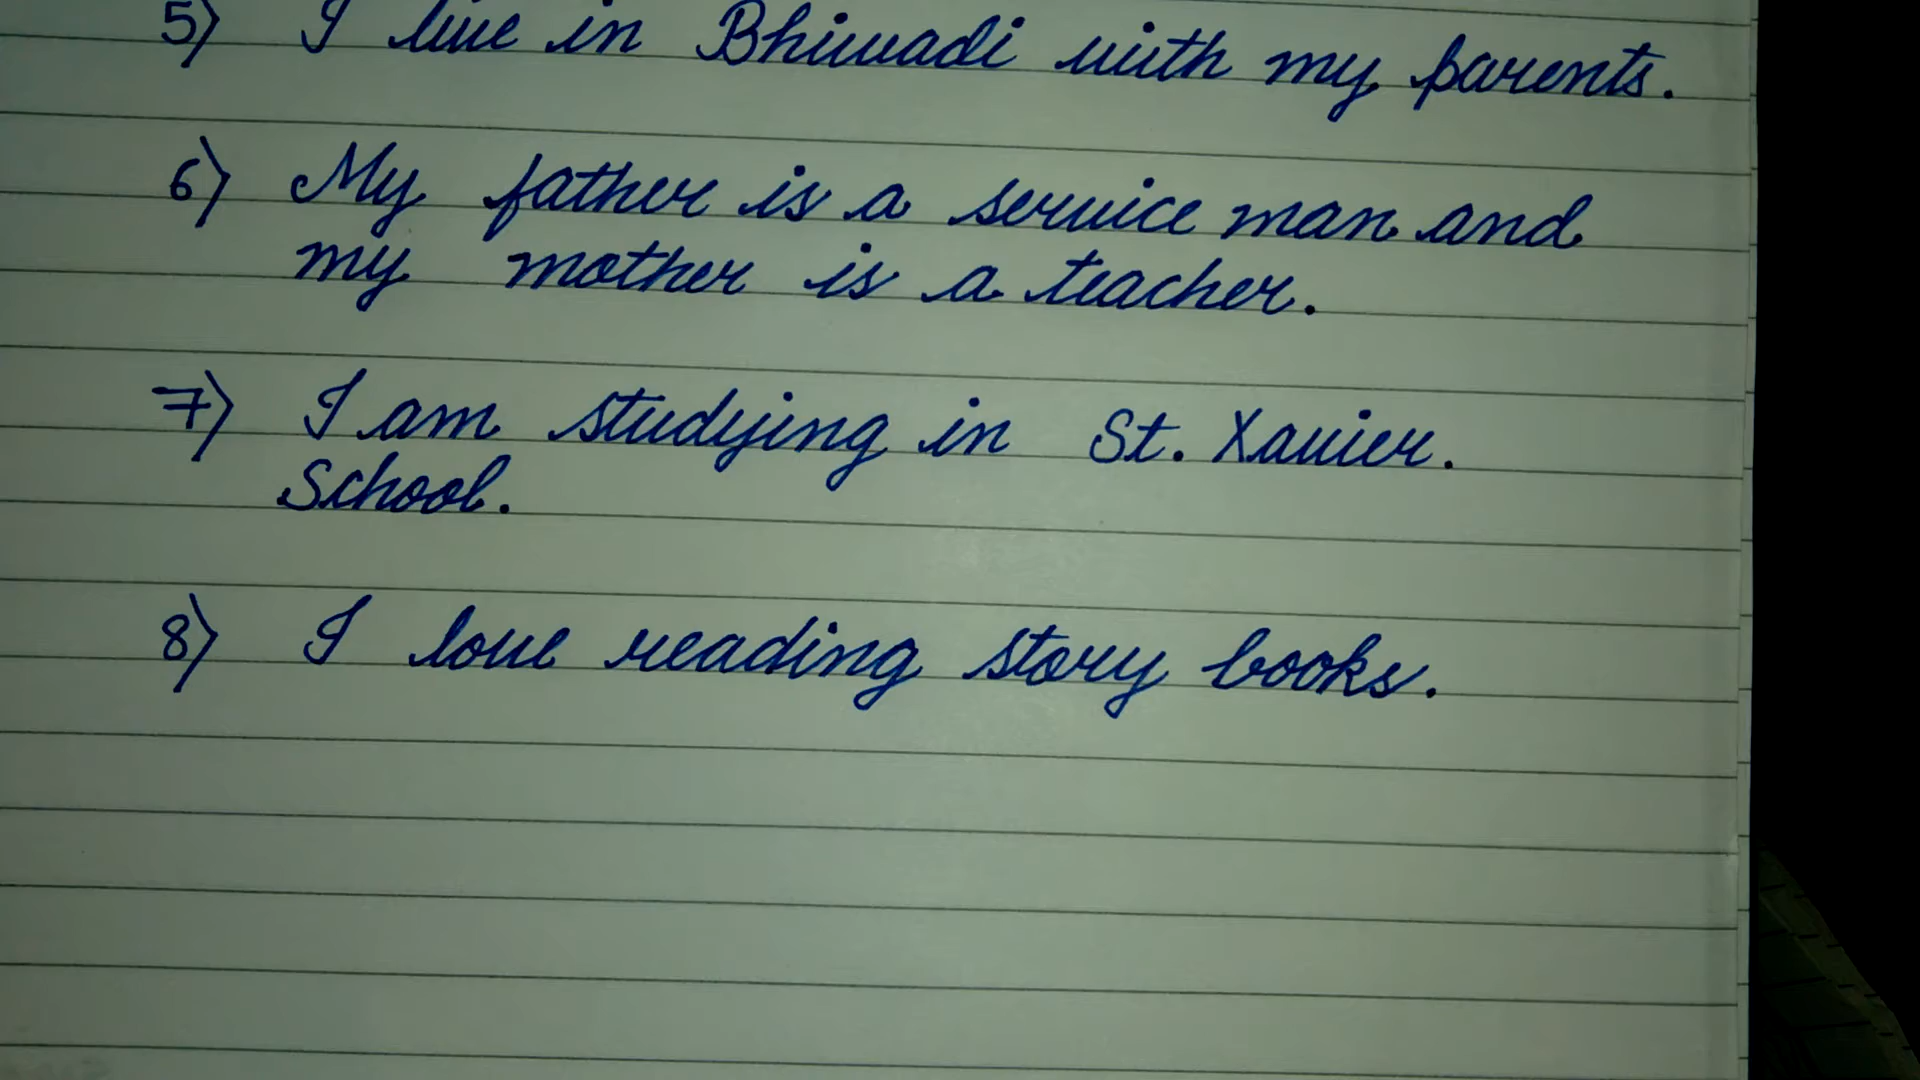 5) I live in Bhiwadi with my parents.
6) My father is a service man and
my mother is a teacher.
7) I am studying in St. Xavier.
School.
8) I love reading story books.